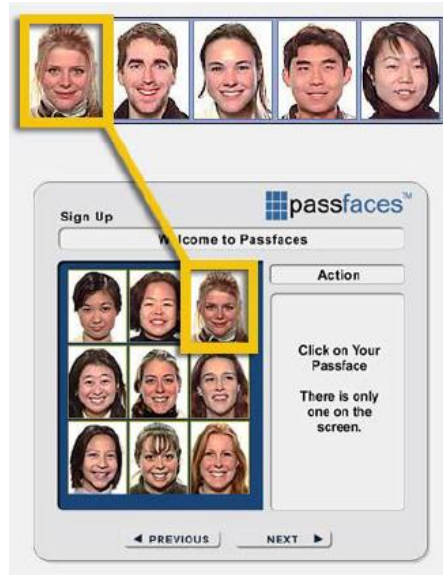 passfaces™
Sign Up
Welcome to Passfaces
Action
Click on Your
Passface
There is only
one on the
screen.
◄ PREVIOUS
NEXT ►